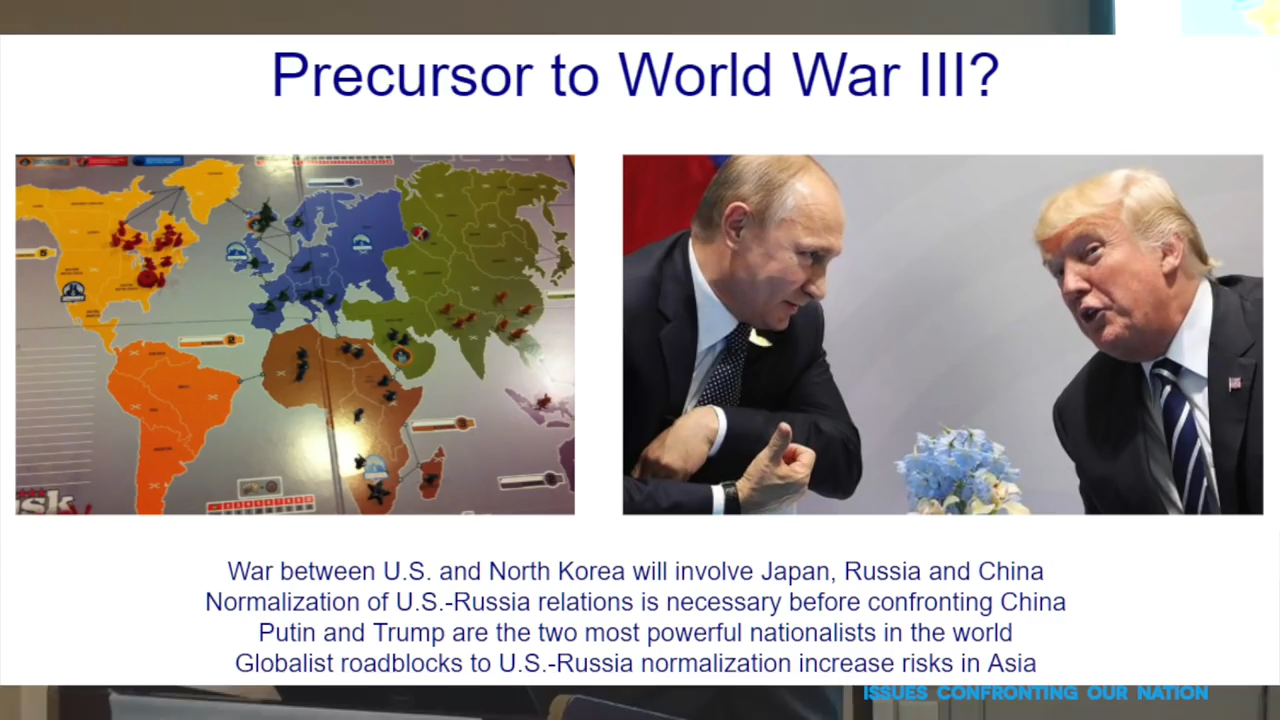 Precursor to World War III?
War between U.S. and North Korea will involve Japan, Russia and China
Normalization of U.S.-Russia relations is necessary before confronting China
Putin and Trump are the two most powerful nationalists in the world
Globalist roadblocks to U.S.-Russia normalization increase risks in Asia
ISSUES CONFRONTING OUR NATION